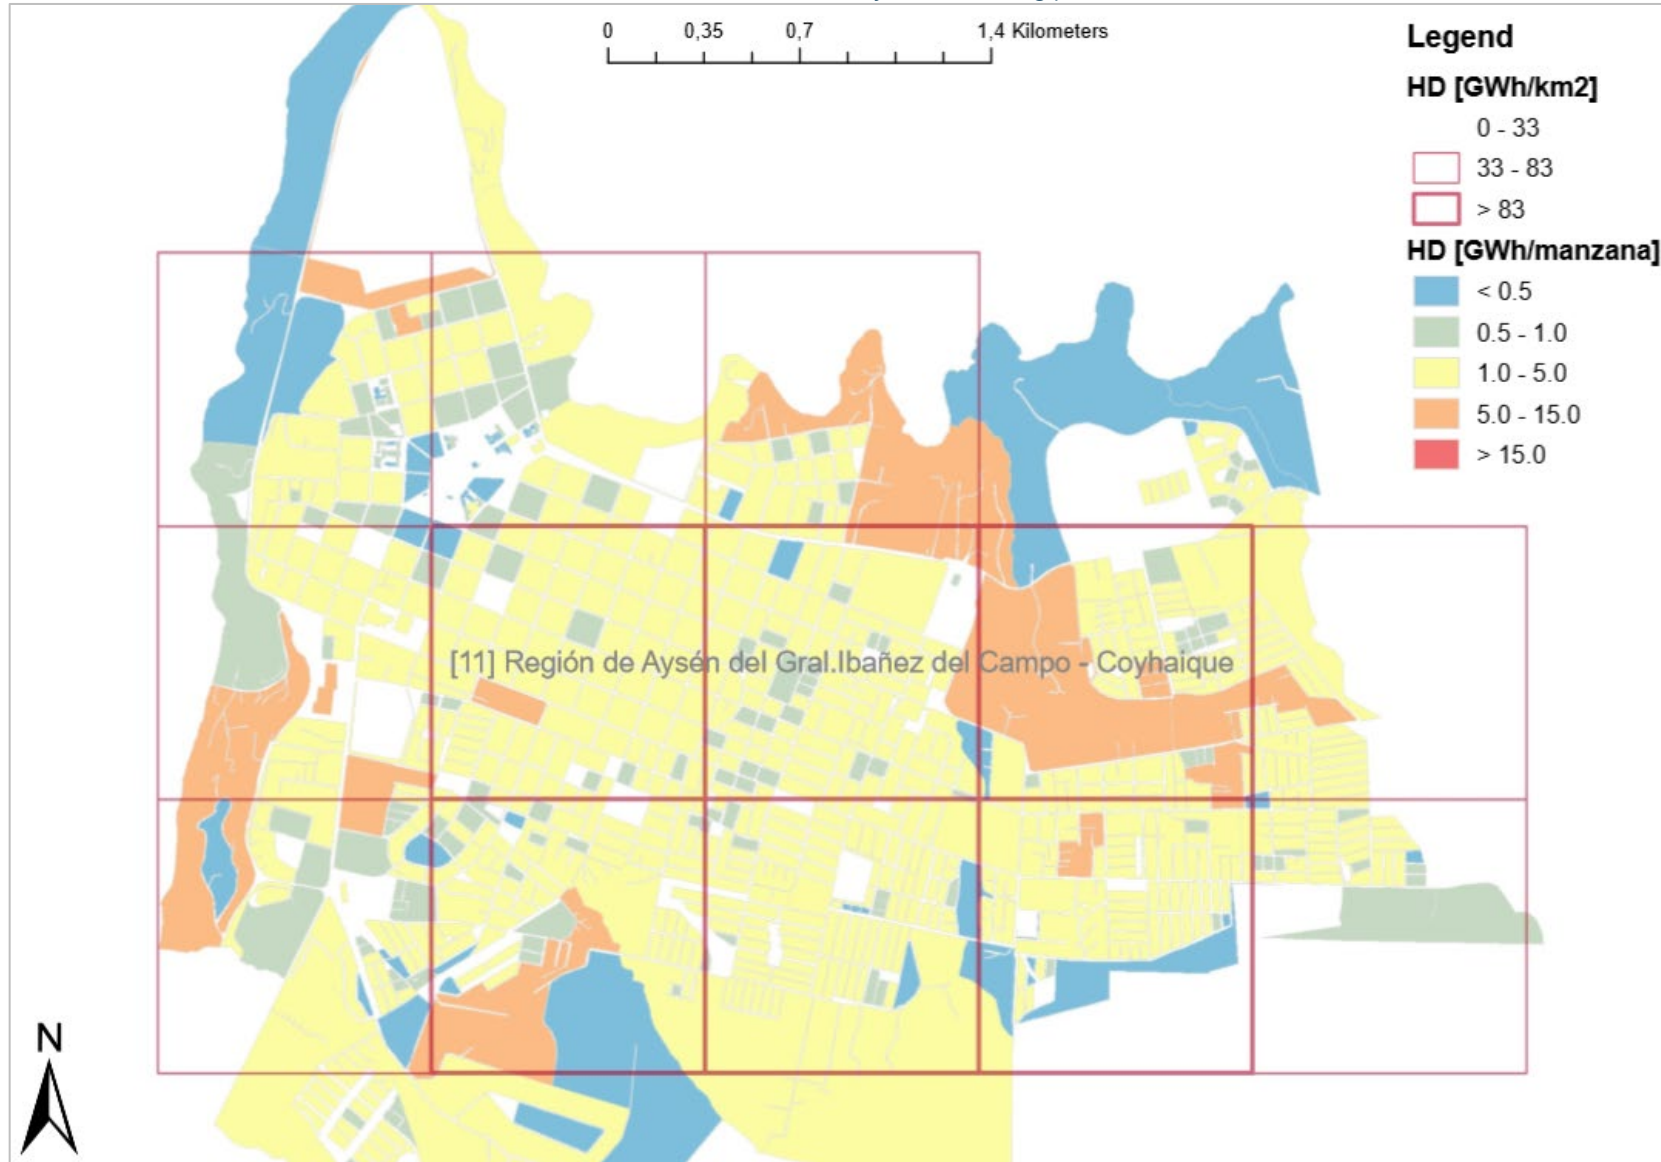 0 0,35 0,7 1,4 Kilometers
Legend
HD [GWh/km2]
0 - 33
33 - 83
> 83
HD [GWh/manzana]
< 0.5
0.5 - 1.0
1.0 - 5.0
5.0 - 15.0
> 15.0
[11] Región de Aysén del Gral.Ibañez del Campo - Coyhaique
N